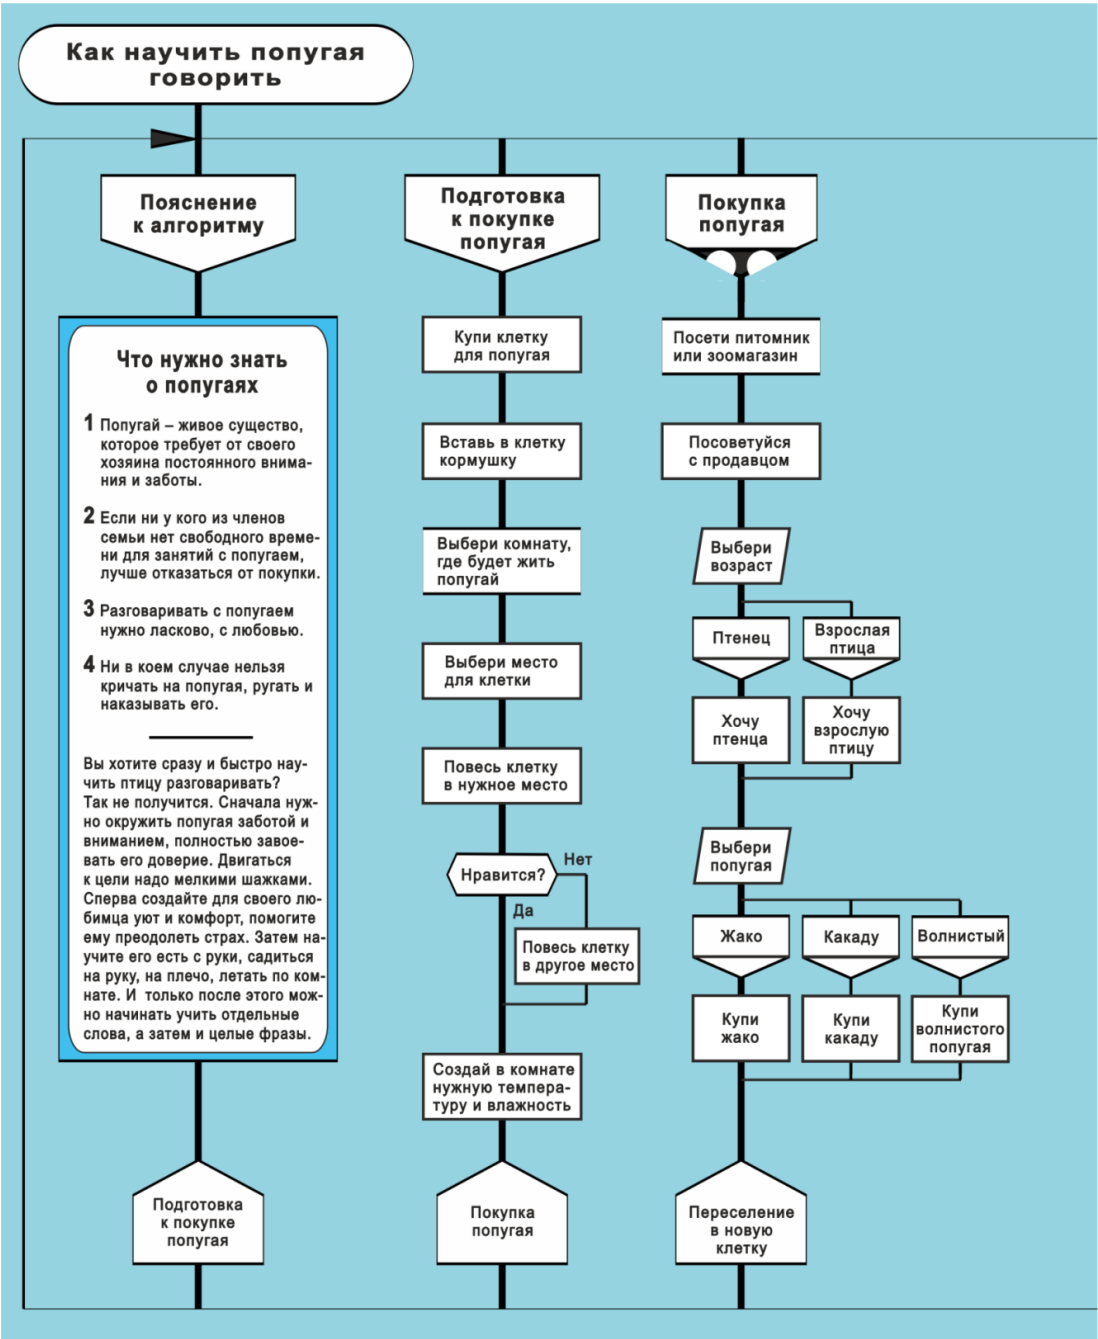 Как научить попугая
говорить
Пояснение
к алгоритму
Что нужно знать
о попугаях
1 Попугай – живое существо,
которое требует от своего
хозяина постоянного внима-
ния и заботы.
2 Если ни у кого из членов
семьи нет свободного време-
ни для занятий с попугаем,
лучше отказаться от покупки.
3 Разговаривать с попугаем
нужно ласково, с любовью.
4 Ни в коем случае нельзя
кричать на попугая, ругать и
наказывать его.
Вы хотите сразу и быстро нау-
чить птицу разговаривать?
Так не получится. Сначала нуж-
но окружить попугая заботой и
вниманием, полностью завое-
вать его доверие. Двигаться
к цели надо мелкими шажками.
Сперва создайте для своего лю-
бимца уют и комфорт, помогите
ему преодолеть страх. Затем на-
учите его есть с руки, садиться
на руку, на плечо, летать по ком-
нате. И только после этого мож-
но начинать учить отдельные
слова, а затем и целые фразы.
Подготовка
к покупке
попугая
Подготовка
к покупке
попугая
Купи клетку
для попугая
Вставь в клетку
кормушку
Выбери комнату,
где будет жить
попугай
Выбери место
для клетки
Повесь клетку
в нужное место
Нравится?
Нет
Да
Повесь клетку
в другое место
Создай в комнате
нужную темпера-
туру и влажность
Покупка
попугая
Покупка
попугая
Посети питомник
или зоомагазин
Посоветуйся
с продавцом
Выбери
возраст
Птенец
Взрослая
птица
Хочу
птенца
Хочу
взрослую
птицу
Выбери
попугая
Жако
Какаду
Волнистый
Купи
жако
Купи
какаду
Купи
волнистого
попугая
Переселение
в новую
клетку